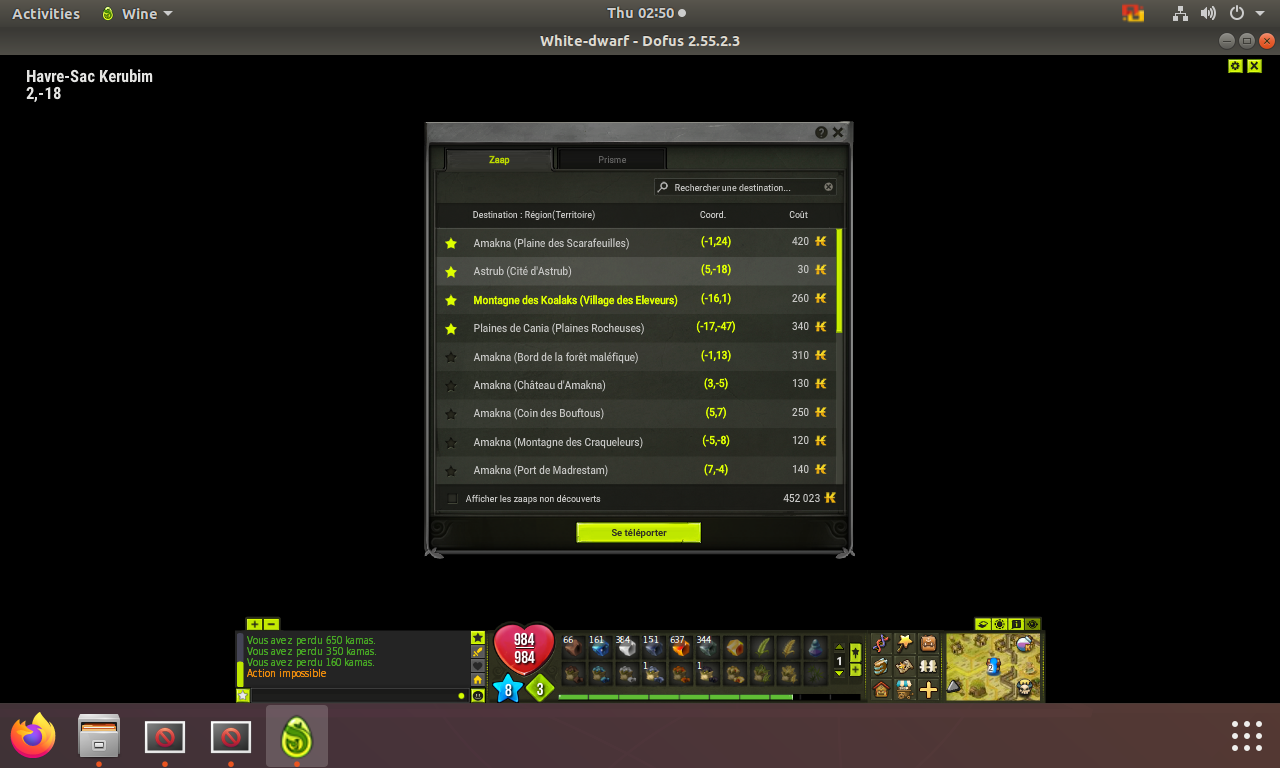 Activities Wine Thu 02:50
White-dwarf - Dofus 2.55.2.3
Havre-Sac Kerubim
2,-18
Zaap Prisme
Rechercher une destination...
Destination : Région(Territoire) Coord. Coût
Amakna (Plaine des Scarafeuilles) (-1,24) 420
Astrub (Cité d'Astrub) (5,-18) 30
Montagne des Koalaks (Village des Eleveurs) (-16,1) 260
Plaines de Cania (Plaines Rocheuses) (-17,-47) 340
Amakna (Bord de la forêt maléfique) (-1,13) 310
Amakna (Château d'Amakna) (3,-5) 130
Amakna (Coin des Bouftous) (5,7) 250
Amakna (Montagne des Craqueleurs) (-5,-8) 120
Amakna (Port de Madrestam) (7,-4) 140
Afficher les zaaps non découverts 452 023
Se téléporter
Vous avez perdu 650 kamas.
Vous avez perdu 350 kamas.
Vous avez perdu 160 kamas.
Action impossible
984
984
8 3
66 161 384 151 637 344
1 1
1
2